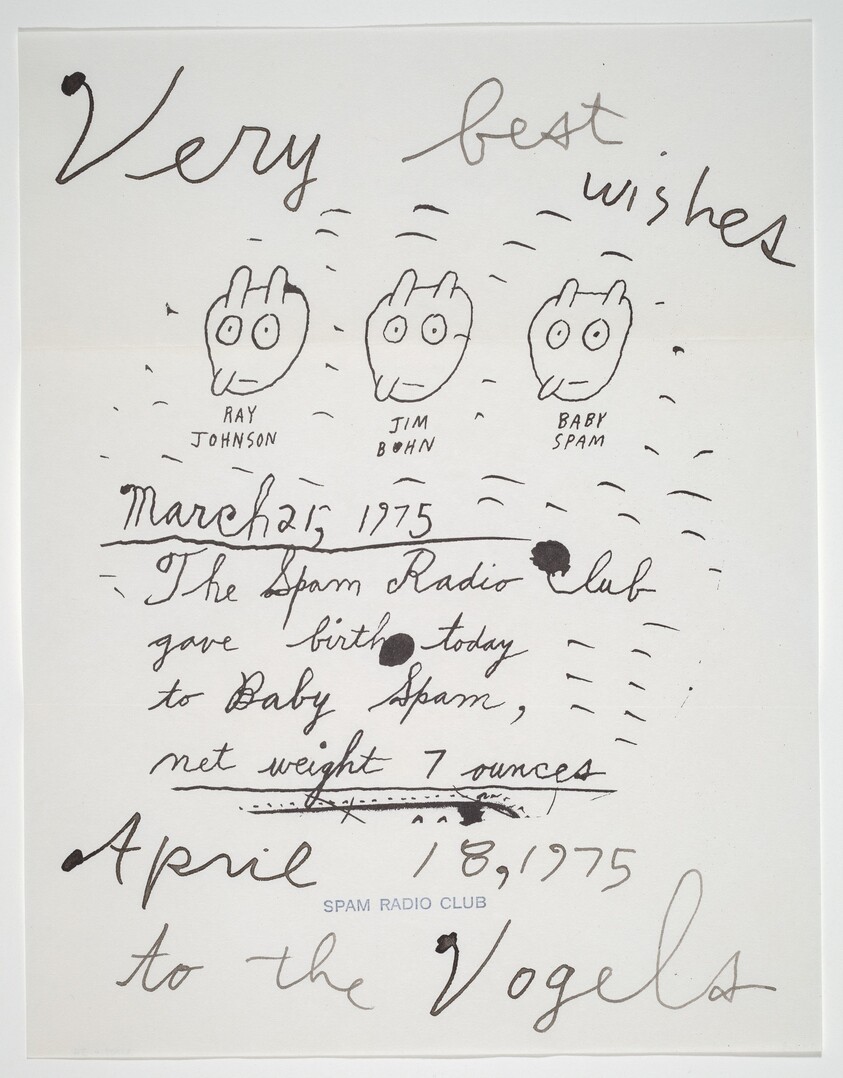 Very best
wishes
RAY
JOHNSON
JIM
BOHN
BABY
SPAM
March 25, 1975
The Spam Radio Club
gave birth today
to Baby Spam,
net weight 7 ounces
April 18, 1975
SPAM RADIO CLUB
to the Vogels